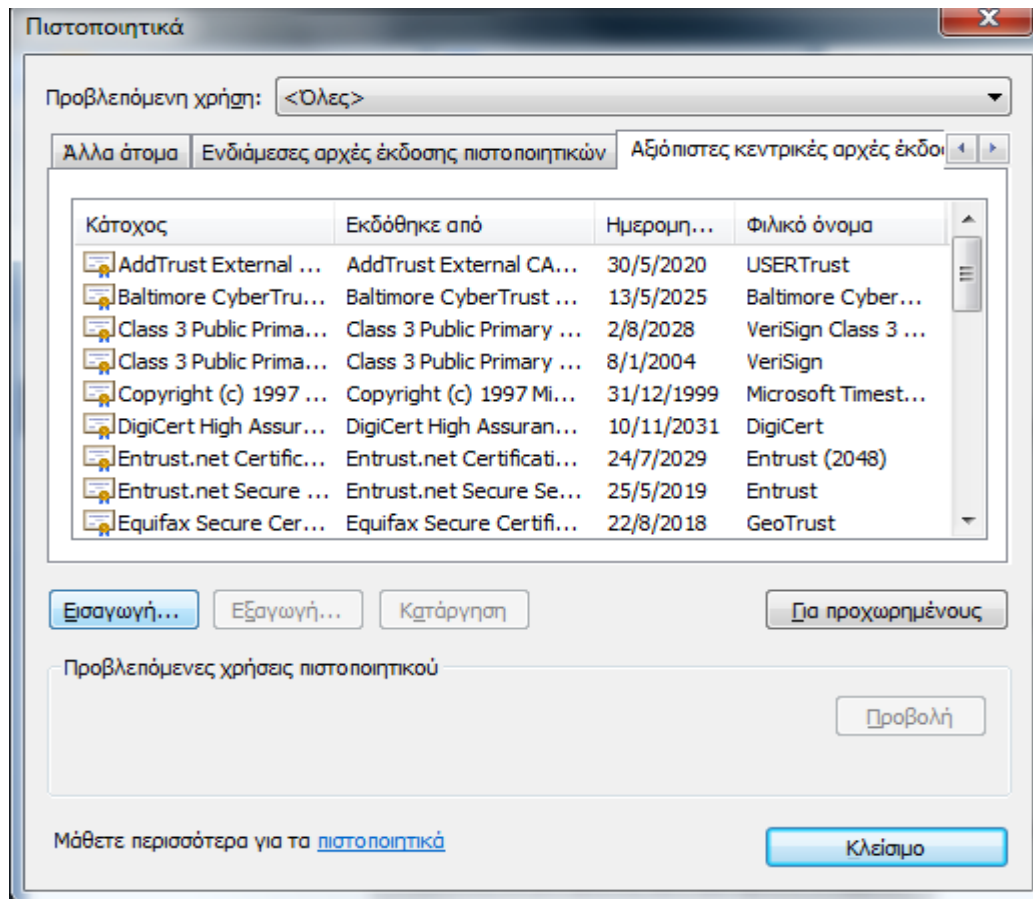 Πιστοποιητικά
Προβλεπόμενη χρήση: <Όλες>
Άλλα άτομα Ενδιάμεσες αρχές έκδοσης πιστοποιητικών Αξιόπιστες κεντρικές αρχές έκδο
Κάτοχος Εκδόθηκε από Ημερομη... Φιλικό όνομα
AddTrust External ... AddTrust External CA... 30/5/2020 USERTrust
Baltimore CyberTru... Baltimore CyberTrust ... 13/5/2025 Baltimore Cyber...
Class 3 Public Prima... Class 3 Public Primary ... 2/8/2028 VeriSign Class 3 ...
Class 3 Public Prima... Class 3 Public Primary ... 8/1/2004 VeriSign
Copyright (c) 1997 ... Copyright (c) 1997 Mi... 31/12/1999 Microsoft Timest...
DigiCert High Assur... DigiCert High Assuran... 10/11/2031 DigiCert
Entrust.net Certific... Entrust.net Certificati... 24/7/2029 Entrust (2048)
Entrust.net Secure ... Entrust.net Secure Se... 25/5/2019 Entrust
Equifax Secure Cer... Equifax Secure Certifi... 22/8/2018 GeoTrust
Εισαγωγή... Εξαγωγή... Κατάργηση Για προχωρημένους
Προβλεπόμενες χρήσεις πιστοποιητικού
Προβολή
Μάθετε περισσότερα για τα πιστοποιητικά
Κλείσιμο